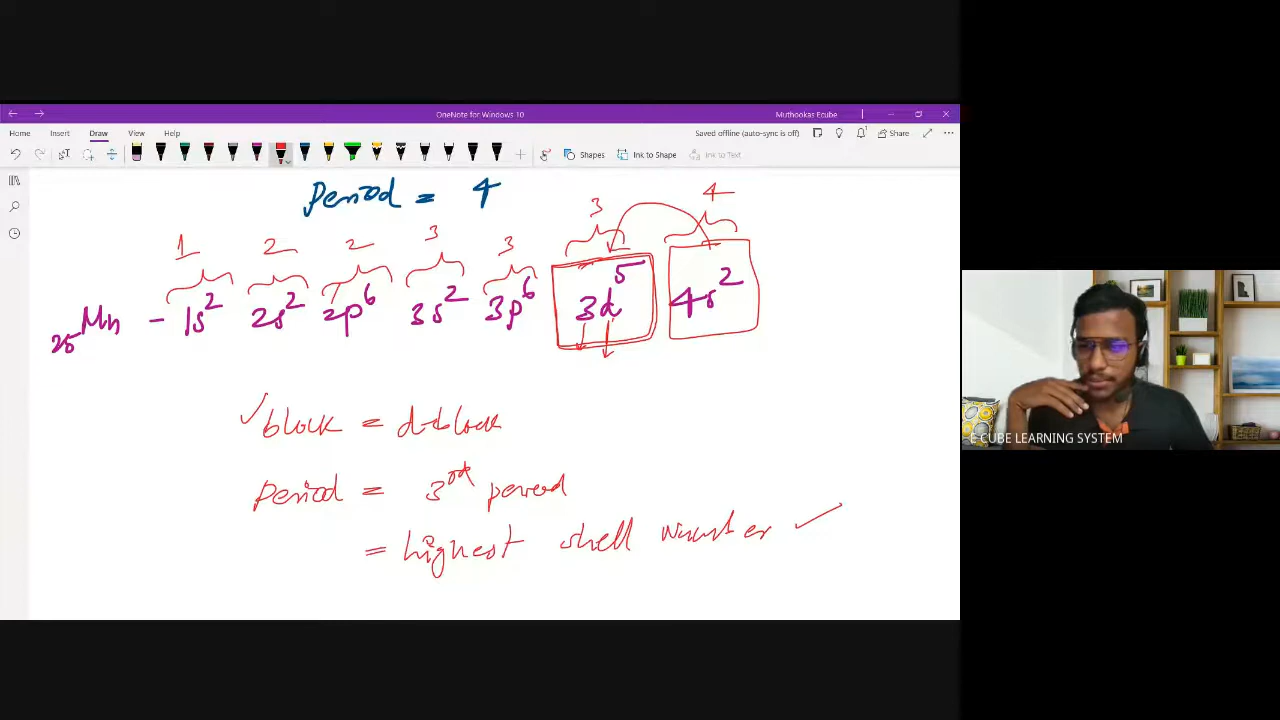 OneNote for Windows 10
Muthookas Ecube
Home Insert Draw View Help
Saved offline (auto-sync is off)
Share
Shapes
Ink to Shape
Ink to Text
Period = 4
1 2 2 3 3 3 4
25Mn - 1s² 2s² 2p⁶ 3s² 3p⁶ 3d⁵ 4s²
✓block = d-block
Period = 3rd period
= highest shell number ✓
E CUBE LEARNING SYSTEM